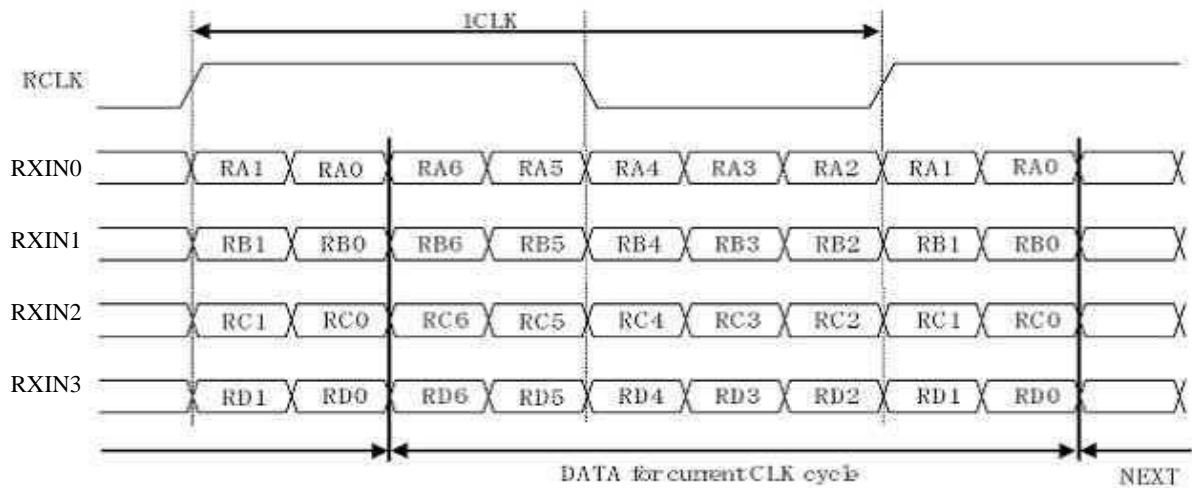 1CLK
RCLK
RXIN0 RA1 RA0 RA6 RA5 RA4 RA3 RA2 RA1 RA0
RXIN1 RB1 RB0 RB6 RB5 RB4 RB3 RB2 RB1 RB0
RXIN2 RC1 RC0 RC6 RC5 RC4 RC3 RC2 RC1 RC0
RXIN3 RD1 RD0 RD6 RD5 RD4 RD3 RD2 RD1 RD0
DATA for current CLK cycle NEXT